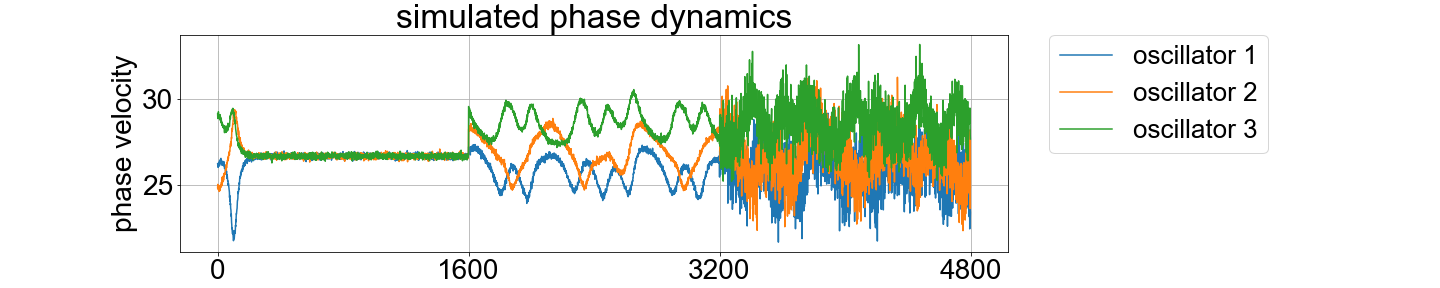 simulated phase dynamics
phase velocity
30
25
0 1600 3200 4800
oscillator 1
oscillator 2
oscillator 3